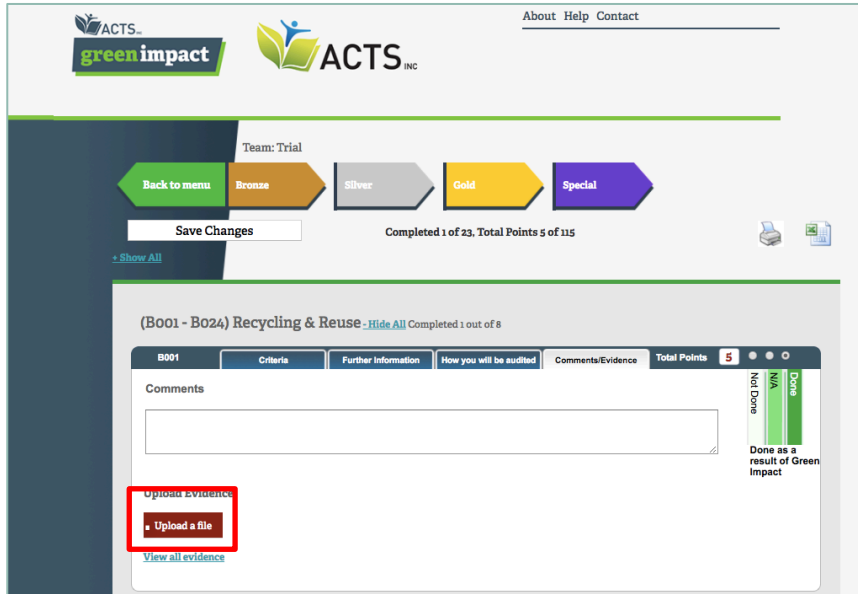 About Help Contact
ACTS INC
green impact
ACTS INC
Team: Trial
Back to menu Bronze Silver Gold Special
Save Changes Completed 1 of 23, Total Points 5 of 115
+ Show All
(B001 - B024) Recycling & Reuse - Hide All Completed 1 out of 8
B001 Criteria Further Information How you will be audited Comments/Evidence Total Points 5
Comments
Not Done
N/A
Done
Done as a
result of Green
Impact
Upload Evidence
Upload a file
View all evidence